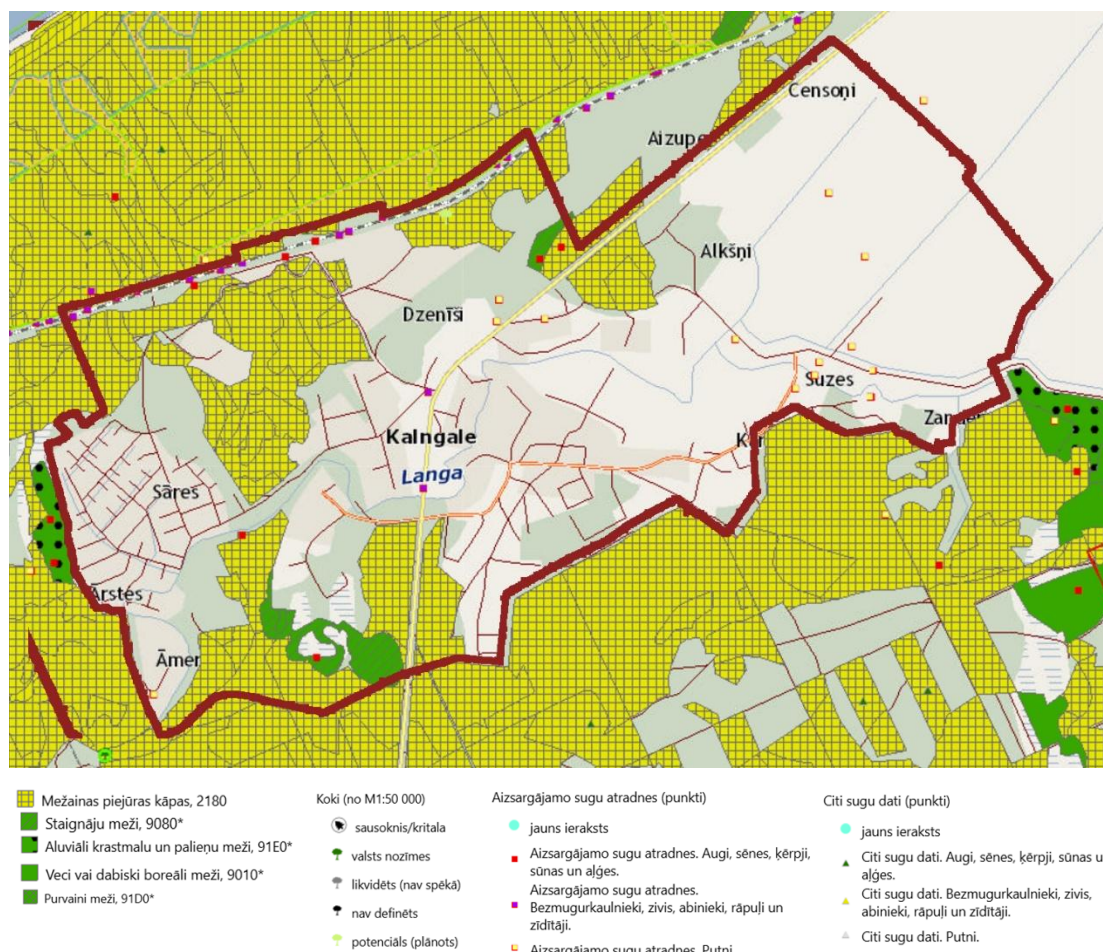 Censoņi
Aizupe
Alkšņi
Dzenīši
Suzes
Kalngale
Langa
Sāres
Ārstes
Āmer
Mežainas piejūras kāpas, 2180
Staignāju meži, 9080*
Aluviāli krastmalu un palieņu meži, 91E0*
Veci vai dabiski boreāli meži, 9010*
Purvaini meži, 91D0*
Koki (no M1:50 000)
sausoknis/kritala
valsts nozīmes
likvidēts (nav spēkā)
nav definēts
potenciāls (plānots)
Aizsargājamo sugu atradnes (punkti)
jauns ieraksts
Aizsargājamo sugu atradnes. Augi, sēnes, ķērpji,
sūnas un aļģes.
Aizsargājamo sugu atradnes.
Bezmugurkaulnieki, zivis, abinieki, rāpuļi un
zīdītāji.
Aizsargājamo sugu atradnes. Putni
Citi sugu dati (punkti)
jauns ieraksts
Citi sugu dati. Augi, sēnes, ķērpji, sūnas u
aļģes.
Citi sugu dati. Bezmugurkaulnieki, zivis,
abinieki, rāpuļi un zīdītāji.
Citi sugu dati. Putni.